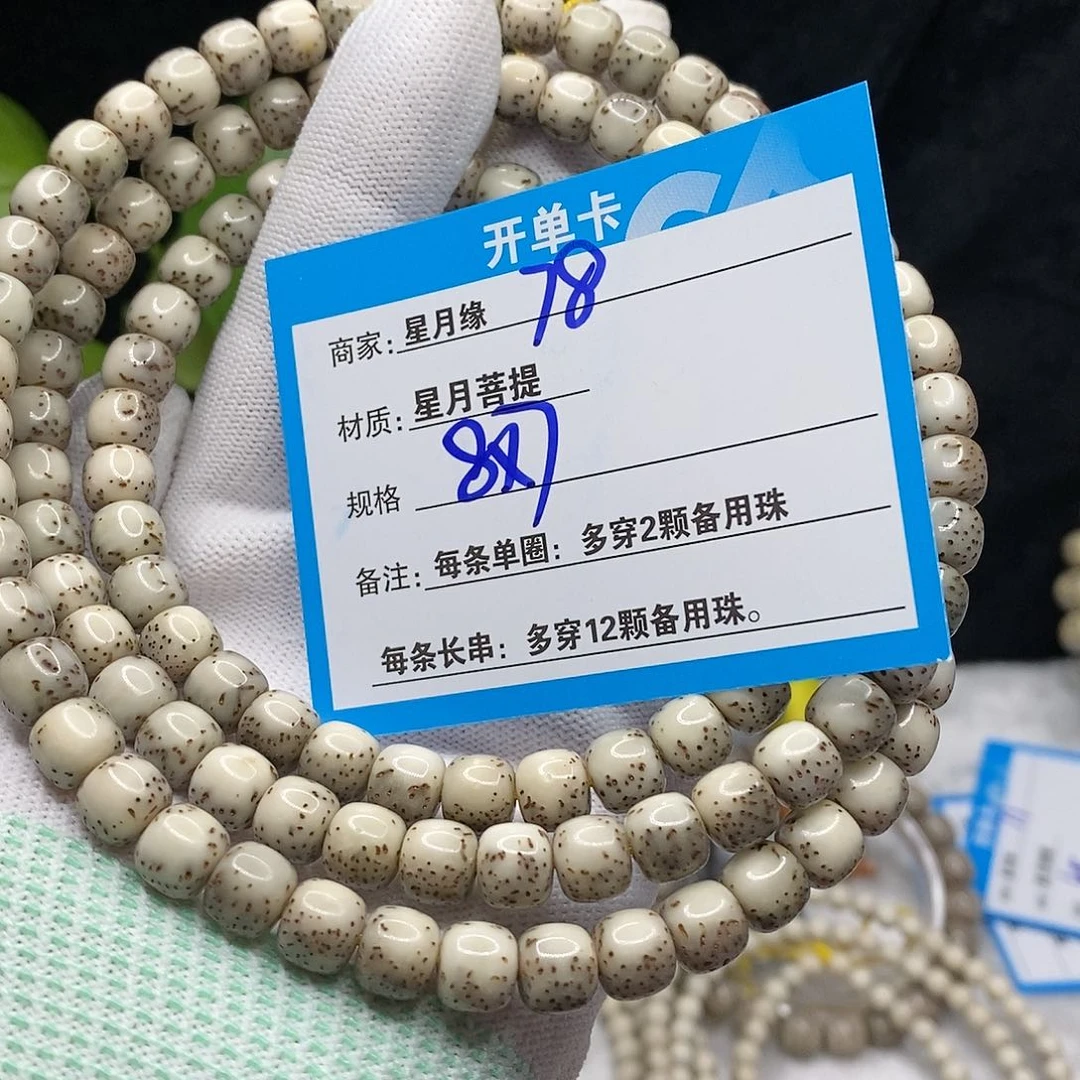 开单卡
78
商家：星月缘
材质：星月菩提
规格 8x7
备注：每条单圈：多穿2颗备用珠
每条长串：多穿12颗备用珠。